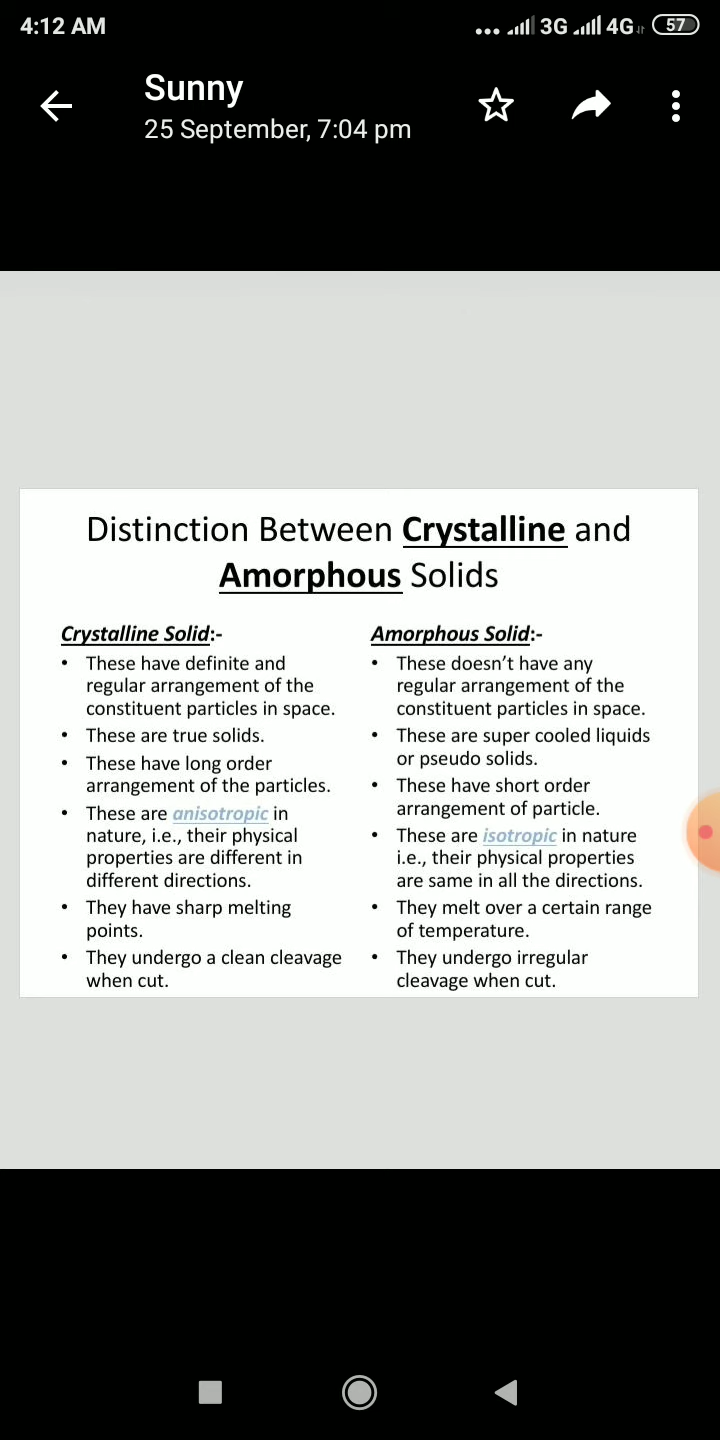 4:12 AM
3G 4G 57
Sunny
25 September, 7:04 pm
Distinction Between Crystalline and
Amorphous Solids
Crystalline Solid:-
• These have definite and
regular arrangement of the
constituent particles in space.
• These are true solids.
• These have long order
arrangement of the particles.
• These are anisotropic in
nature, i.e., their physical
properties are different in
different directions.
• They have sharp melting
points.
• They undergo a clean cleavage
when cut.
Amorphous Solid:-
• These doesn’t have any
regular arrangement of the
constituent particles in space.
• These are super cooled liquids
or pseudo solids.
• These have short order
arrangement of particle.
• These are isotropic in nature
i.e., their physical properties
are same in all the directions.
• They melt over a certain range
of temperature.
• They undergo irregular
cleavage when cut.